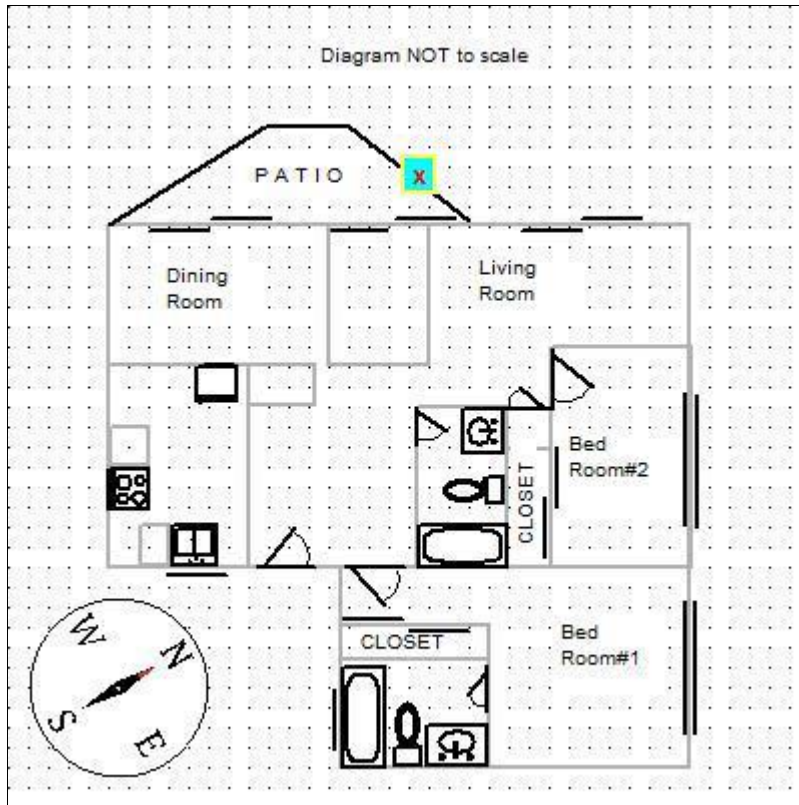 Diagram NOT to scale
PATIO
X
Dining
Room
Living
Room
Bed
Room#2
CLOSET
CLOSET
Bed
Room#1
W
N
S
E